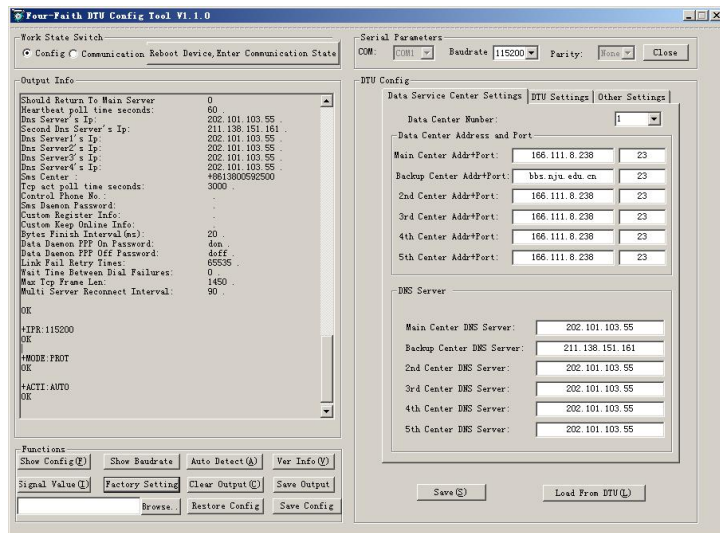 Four-Faith DTU Config Tool V1.1.0
Work State Switch
Config Communication Reboot Device,Enter Communication State
Serial Parameters
COM: COM1 Baudrate 115200 Parity: None Close
Output Info
Should Return To Main Server 0
Heartbeat poll time seconds: 60 .
Dns Server's Ip: 202.101.103.55 .
Second Dns Server's Ip: 211.138.151.161 .
Dns Server1's Ip: 202.101.103.55 .
Dns Server2's Ip: 202.101.103.55 .
Dns Server3's Ip: 202.101.103.55 .
Dns Server4's Ip: 202.101.103.55 .
Sms Center : +8613800592500
Tcp act poll time seconds: 3000 .
Control Phone No.: .
Sms Daemon Password: .
Custom Register Info: .
Custom Keep Online Info: .
Bytes Finish Interval(ms): 20 .
Data Daemon PPP On Password: don .
Data Daemon PPP Off Password: doff .
Link Fail Retry Times: 65535 .
Wait Time Between Dial Failures: 0 .
Max Tcp Frame Len: 1450 .
Multi Server Reconnect Interval: 90 .
OK
+IPR:115200
OK
+MODE:PROT
OK
+ACTI:AUTO
OK
Functions
Show Config(P) Show Baudrate Auto Detect(A) Ver Info(V)
Signal Value(I) Factory Setting Clear Output(C) Save Output
Browse.. Restore Config Save Config
DTU Config
Data Service Center Settings DTU Settings Other Settings
Data Center Number: 1
Data Center Address and Port
Main Center Addr+Port: 166.111.8.238 23
Backup Center Addr+Port: bbs.nju.edu.cn 23
2nd Center Addr+Port: 166.111.8.238 23
3rd Center Addr+Port: 166.111.8.238 23
4th Center Addr+Port: 166.111.8.238 23
5th Center Addr+Port: 166.111.8.238 23
DNS Server
Main Center DNS Server: 202.101.103.55
Backup Center DNS Server: 211.138.151.161
2nd Center DNS Server: 202.101.103.55
3rd Center DNS Server: 202.101.103.55
4th Center DNS Server: 202.101.103.55
5th Center DNS Server: 202.101.103.55
Save(S) Load From DTU(L)